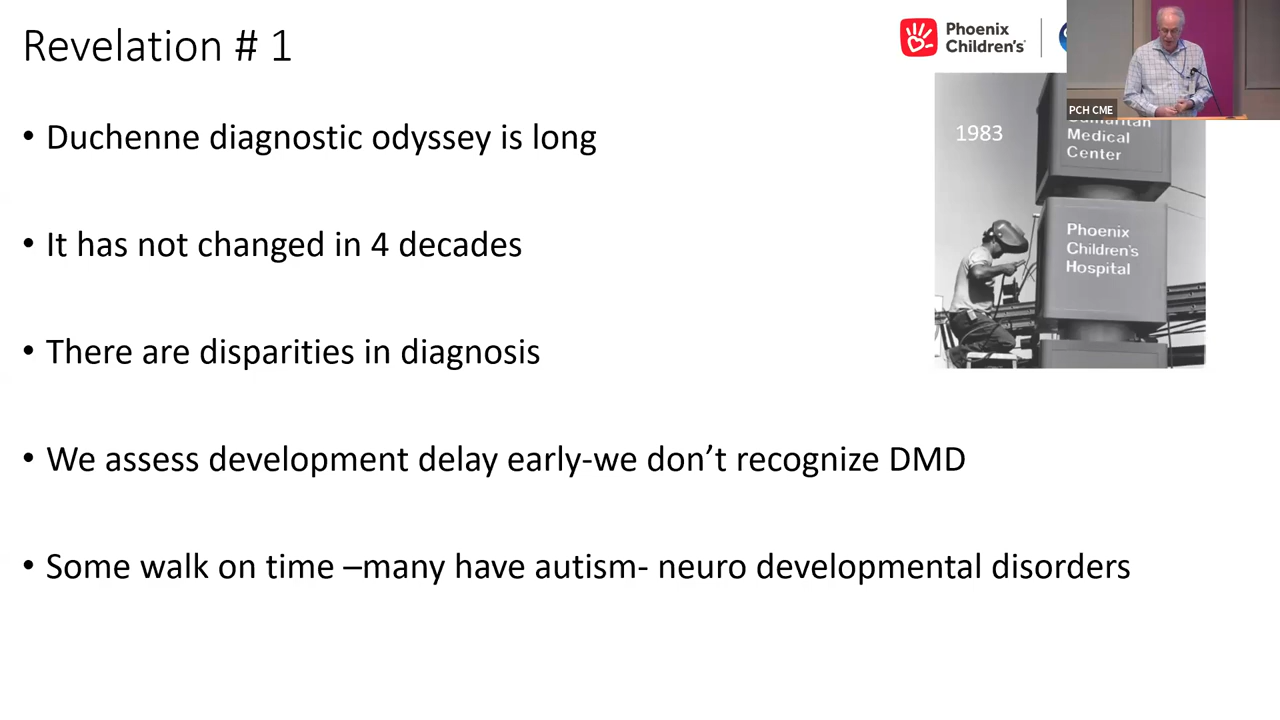 Revelation # 1
Phoenix
Children's
PCH CME
1983
Medical
Center
Phoenix
Children's
Hospital
• Duchenne diagnostic odyssey is long
• It has not changed in 4 decades
• There are disparities in diagnosis
• We assess development delay early-we don’t recognize DMD
• Some walk on time –many have autism- neuro developmental disorders